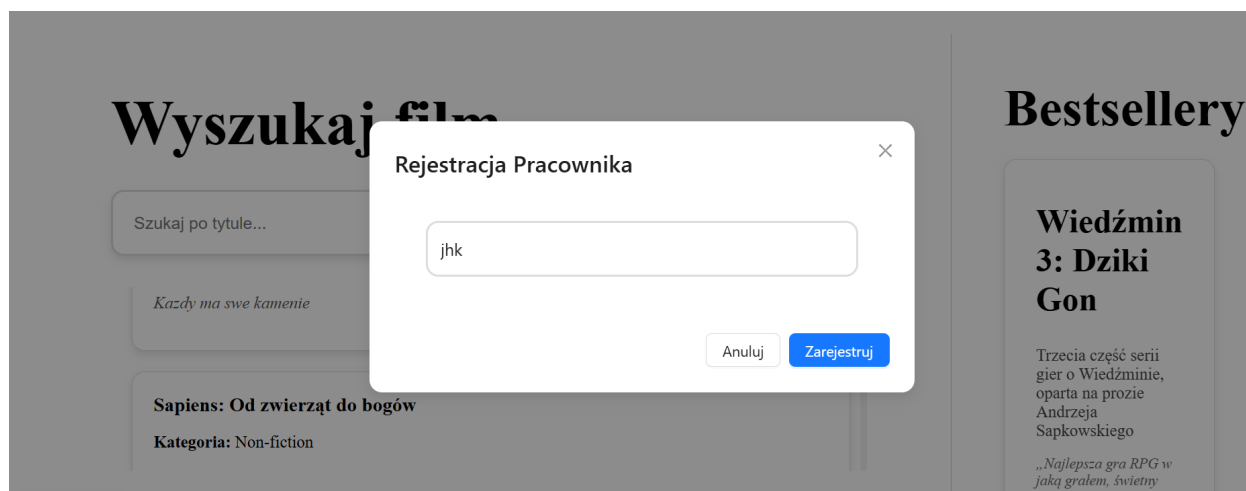 Wyszukaj film
Szukaj po tytule...
Kazdy ma swe kamenie
Sapiens: Od zwierząt do bogów
Kategoria: Non-fiction
Rejestracja Pracownika
jhk
Anuluj
Zarejestruj
Bestsellery
Wiedźmin
3: Dziki
Gon
Trzecia część serii
gier o Wiedźminie,
oparta na prozie
Andrzeja
Sapkowskiego
„Najlepsza gra RPG w
jaką grałem, świetny